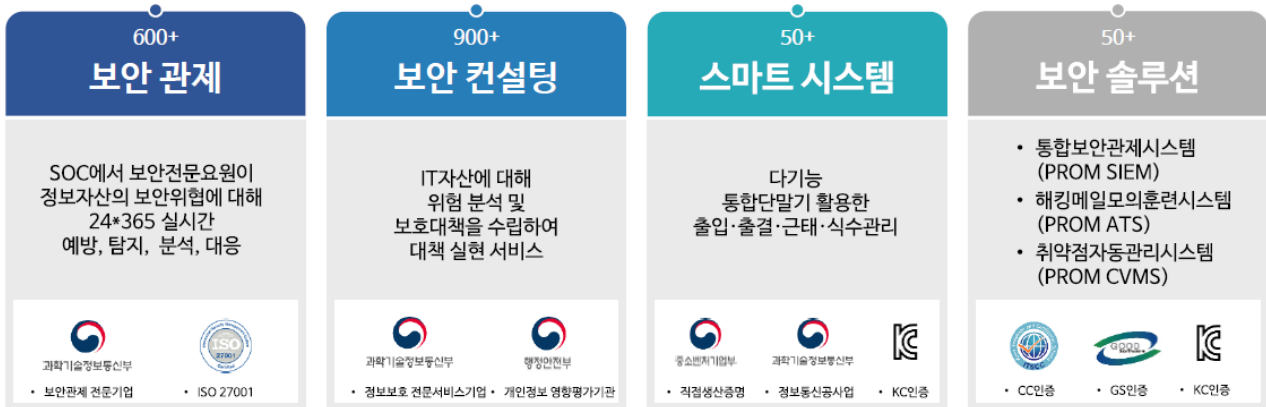 600+
보안 관제
SOC에서 보안전문요원이
정보자산의 보안위협에 대해
24*365 실시간
예방, 탐지, 분석, 대응
과학기술정보통신부
ISO
27001
• 보안관제 전문기업
• ISO 27001
900+
보안 컨설팅
IT자산에 대해
위험 분석 및
보호대책을 수립하여
대책 실현 서비스
과학기술정보통신부
행정안전부
• 정보보호 전문서비스기업
• 개인정보 영향평가기관
50+
스마트 시스템
다기능
통합단말기 활용한
출입·출결·근태·식수관리
중소벤처기업부
과학기술정보통신부
• 직접생산증명
• 정보통신공사업
• KC인증
50+
보안 솔루션
• 통합보안관제시스템
(PROM SIEM)
• 해킹메일모의훈련시스템
(PROM ATS)
• 취약점자동관리시스템
(PROM CVMS)
ITSCC
GOOD
Software
• CC인증
• GS인증
• KC인증